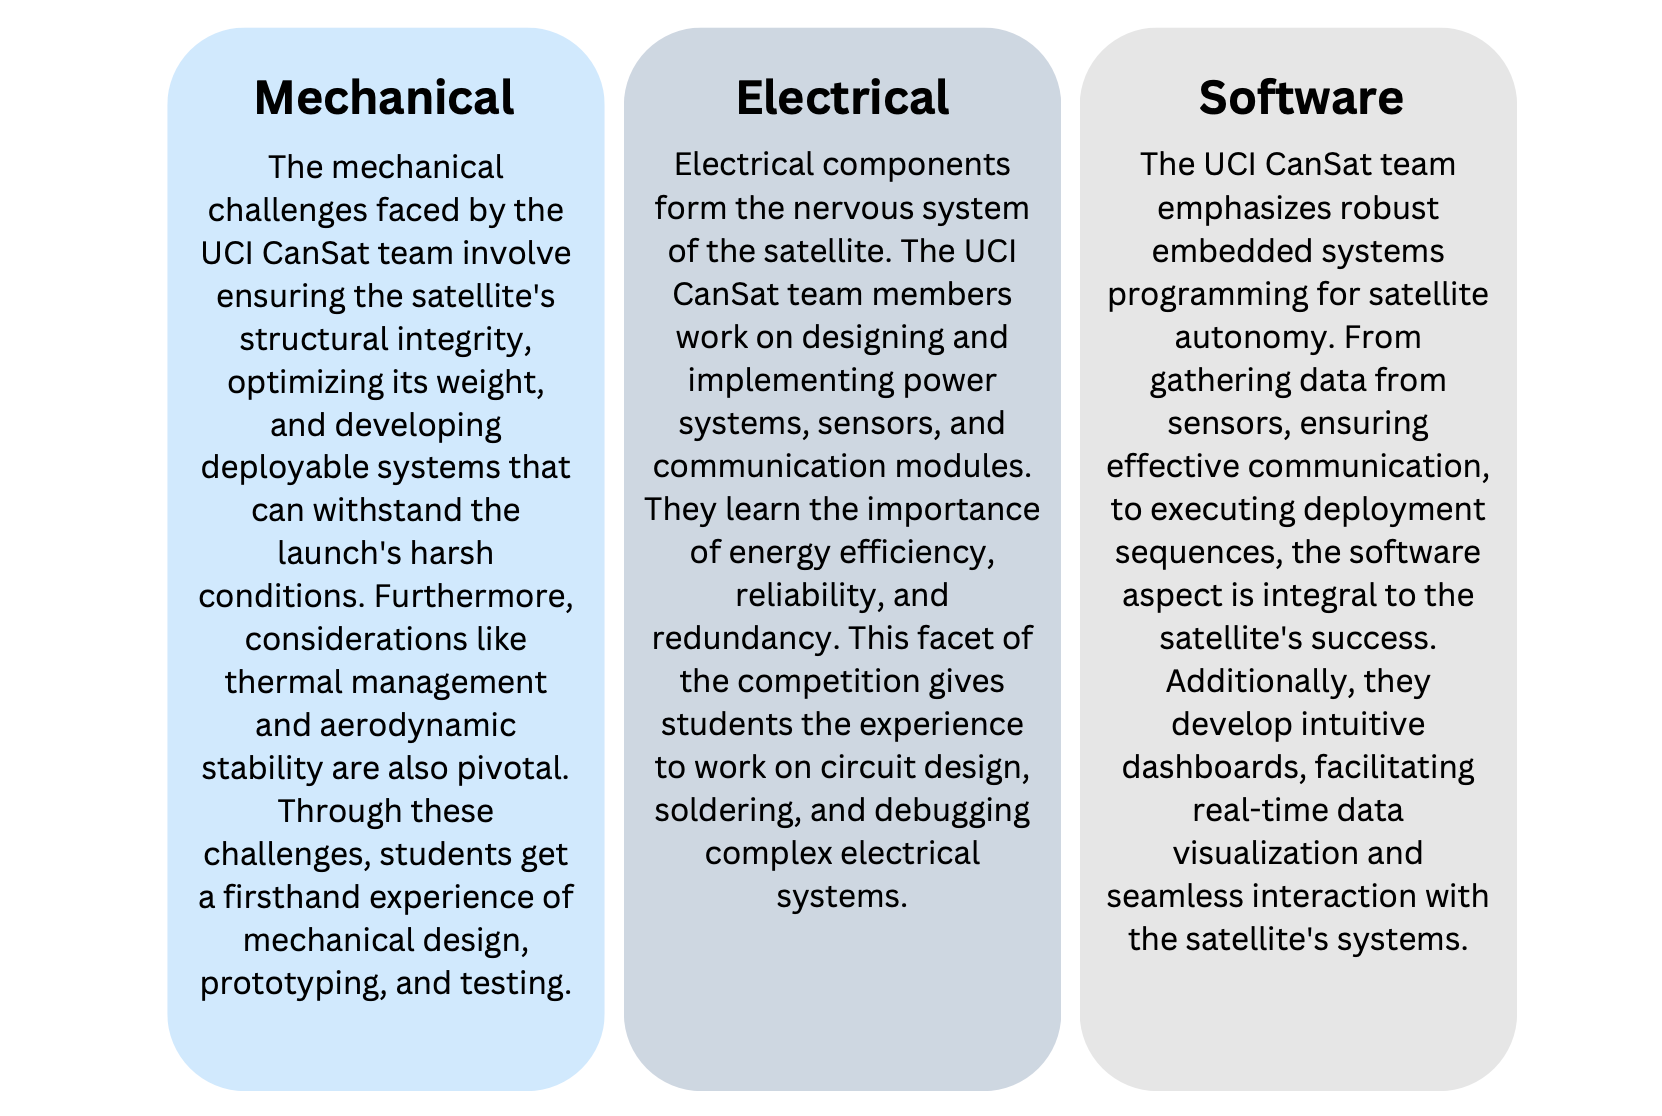 Mechanical
The mechanical
challenges faced by the
UCI CanSat team involve
ensuring the satellite's
structural integrity,
optimizing its weight,
and developing
deployable systems that
can withstand the
launch's harsh
conditions. Furthermore,
considerations like
thermal management
and aerodynamic
stability are also pivotal.
Through these
challenges, students get
a firsthand experience of
mechanical design,
prototyping, and testing.
Electrical
Electrical components
form the nervous system
of the satellite. The UCI
CanSat team members
work on designing and
implementing power
systems, sensors, and
communication modules.
They learn the importance
of energy efficiency,
reliability, and
redundancy. This facet of
the competition gives
students the experience
to work on circuit design,
soldering, and debugging
complex electrical
systems.
Software
The UCI CanSat team
emphasizes robust
embedded systems
programming for satellite
autonomy. From
gathering data from
sensors, ensuring
effective communication,
to executing deployment
sequences, the software
aspect is integral to the
satellite's success.
Additionally, they
develop intuitive
dashboards, facilitating
real-time data
visualization and
seamless interaction with
the satellite's systems.